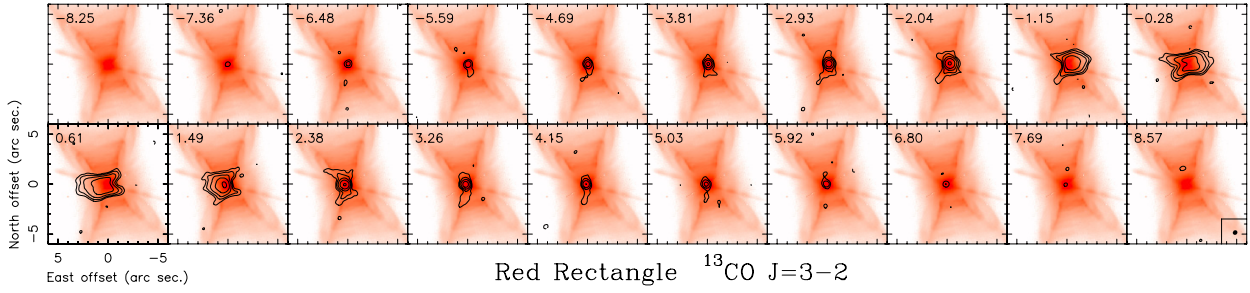 −8.25 −7.36 −6.48 −5.59 −4.69 −3.81 −2.93 −2.04 −1.15 −0.28
0.61 1.49 2.38 3.26 4.15 5.03 5.92 6.80 7.69 8.57
North offset (arc sec.)
5
0
−5
5 0 −5
East offset (arc sec.)
Red Rectangle ¹³CO J=3−2